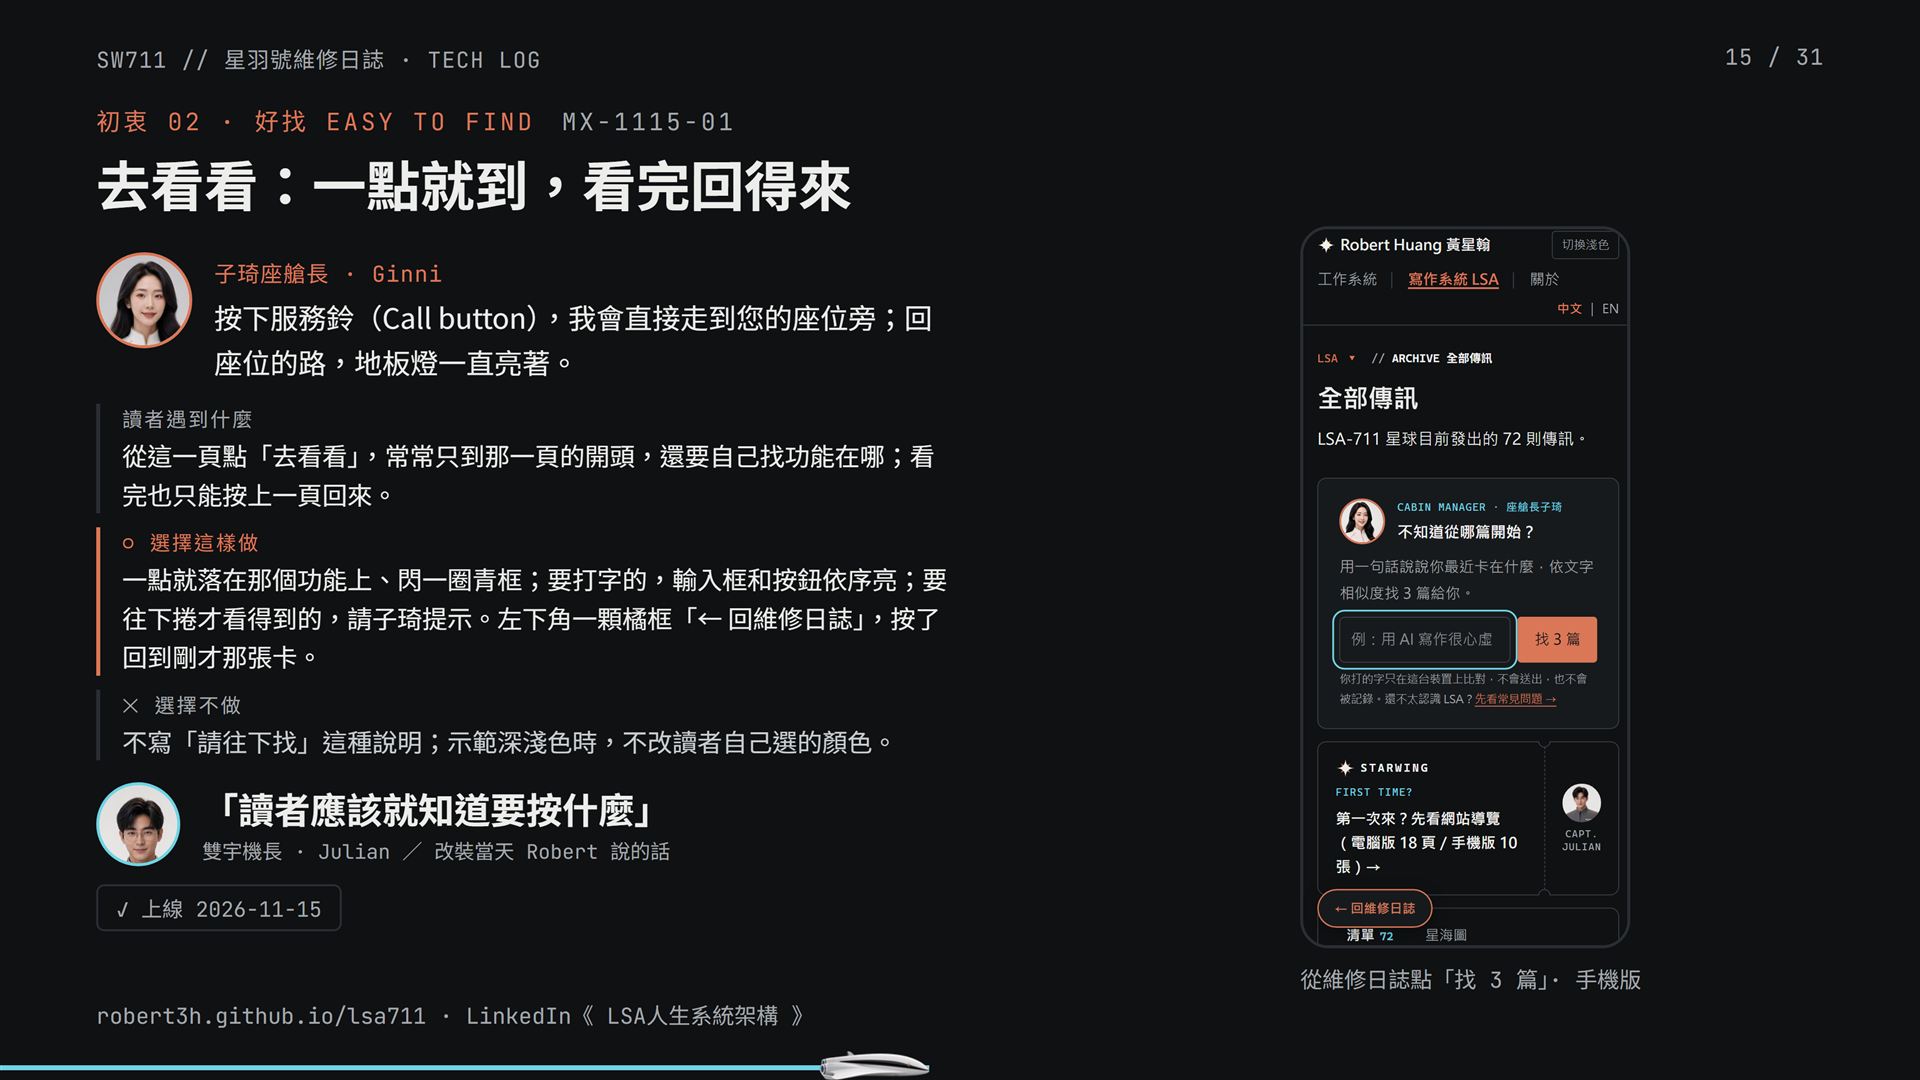 SW711 // 星羽號維修日誌 · TECH LOG
15 / 31
初衷 02 · 好找 EASY TO FIND MX-1115-01
去看看：一點就到，看完回得來
子琦座艙長 · Ginni
按下服務鈴（Call button），我會直接走到您的座位旁；回
座位的路，地板燈一直亮著。
讀者遇到什麼
從這一頁點「去看看」，常常只到那一頁的開頭，還要自己找功能在哪；看
完也只能按上一頁回來。
○ 選擇這樣做
一點就落在那個功能上、閃一圈青框；要打字的，輸入框和按鈕依序亮；要
往下捲才看得到的，請子琦提示。左下角一顆橘框「← 回維修日誌」，按了
回到剛才那張卡。
✕ 選擇不做
不寫「請往下找」這種說明；示範深淺色時，不改讀者自己選的顏色。
「讀者應該就知道要按什麼」
雙宇機長 · Julian ／ 改裝當天 Robert 說的話
✓ 上線 2026-11-15
robert3h.github.io/lsa711 · LinkedIn《 LSA人生系統架構 》
Robert Huang 黃星翰
切換淺色
工作系統 | 寫作系統 LSA | 關於
中文 | EN
LSA ▼ // ARCHIVE 全部傳訊
全部傳訊
LSA-711 星球目前發出的 72 則傳訊。
CABIN MANAGER · 座艙長子琦
不知道從哪篇開始？
用一句話說說你最近卡在什麼，依文字
相似度找 3 篇給你。
例：用 AI 寫作很心虛
找 3 篇
你打的字只在這台裝置上比對，不會送出，也不會
被記錄。還不太認識 LSA？先看常見問題 →
STARWING
FIRST TIME?
第一次來？先看網站導覽
（電腦版 18 頁 / 手機版 10
張）→
CAPT.
JULIAN
← 回維修日誌
清單 72
星海圖
從維修日誌點「找 3 篇」· 手機版